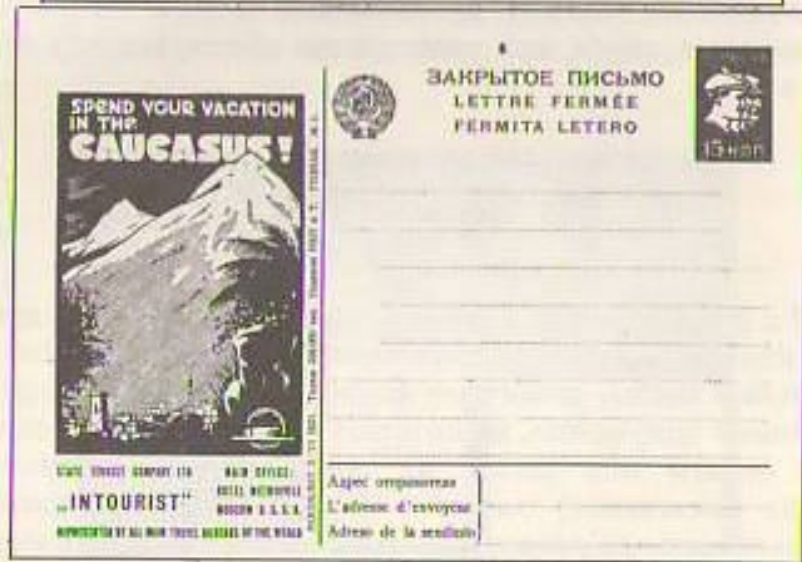 SPEND YOUR VACATION
IN THE
CAUCASUS!
STATE TOURIST COMPANY LTD
„INTOURIST“
MAIN OFFICE:
HOTEL METROPOLE
MOSCOW U.S.S.R.
REPRESENTED BY ALL MAIN TRAVEL BUREAUS OF THE WORLD
ЗАКРЫТОЕ ПИСЬМО
LETTRE FERMÉE
FERMITA LETERO
15 КОП
Адрес отправителя
L'adresse d'envoyeur
Adreso de la sendinto